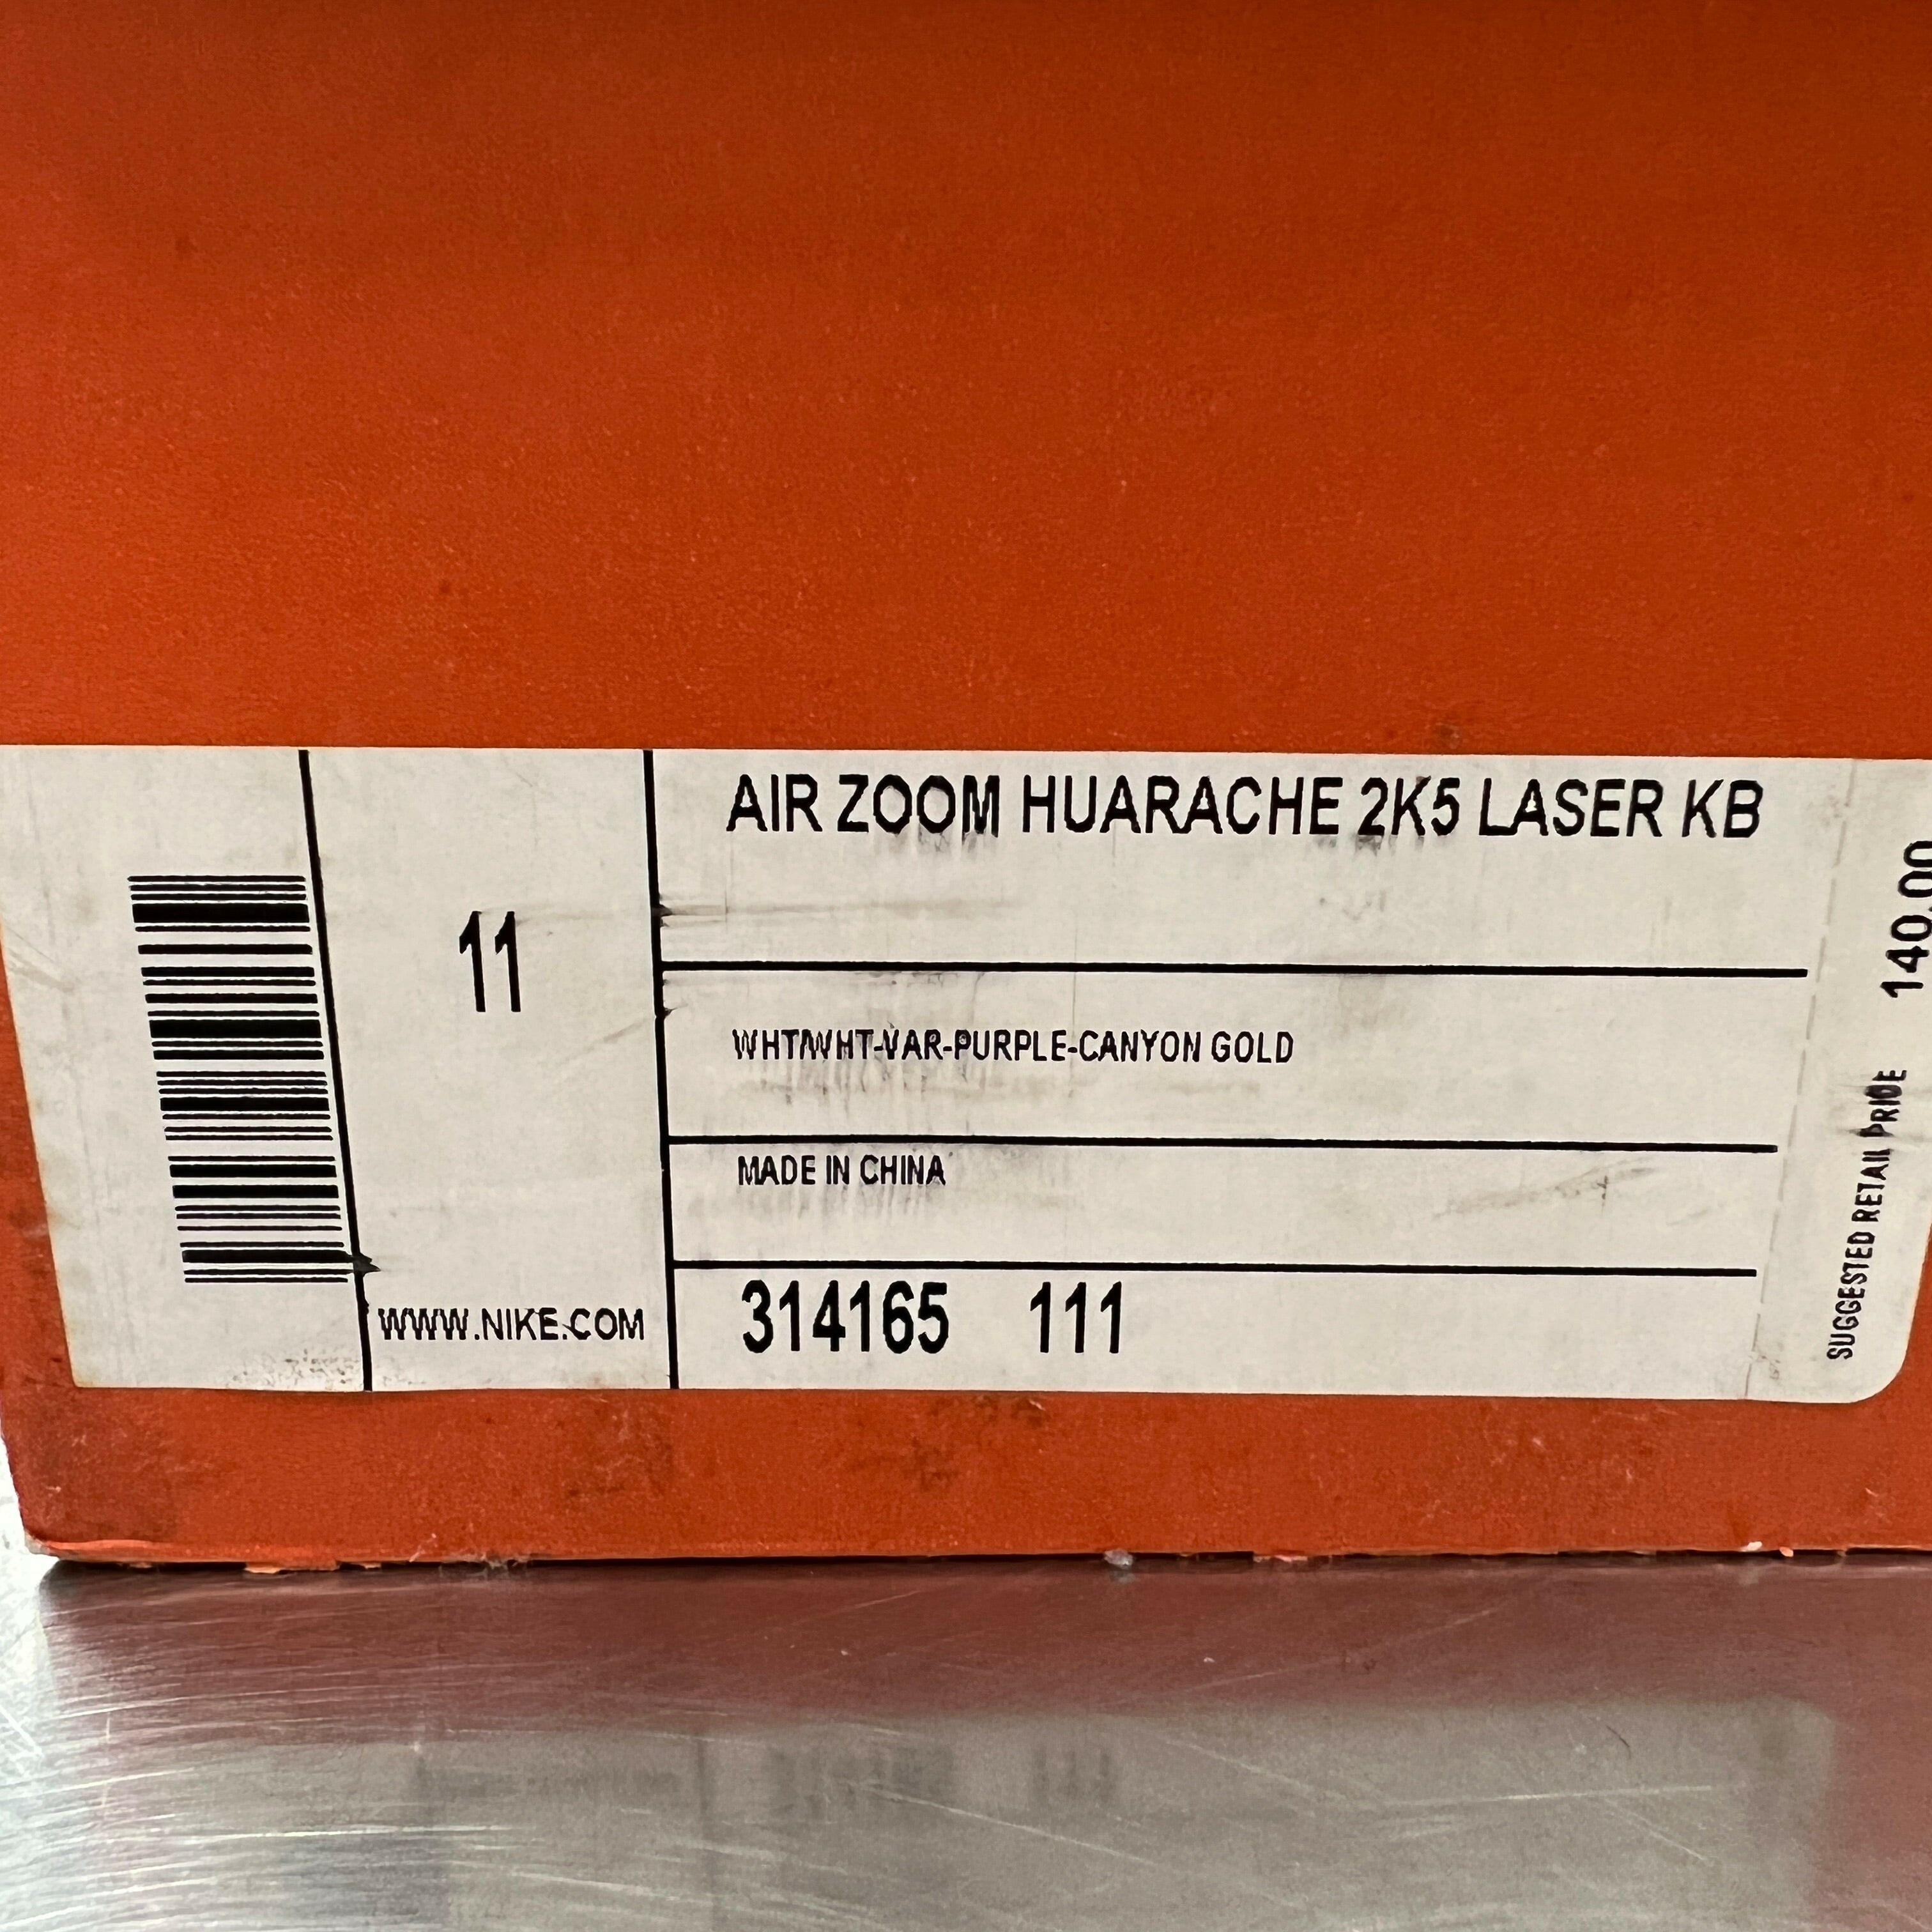 AIR ZOOM HUARACHE 2K5 LASER KB
11
WHT/WHT-VAR-PURPLE-CANYON GOLD
MADE IN CHINA
WWW.NIKE.COM
314165 111
SUGGESTED RETAIL PRICE 140.00